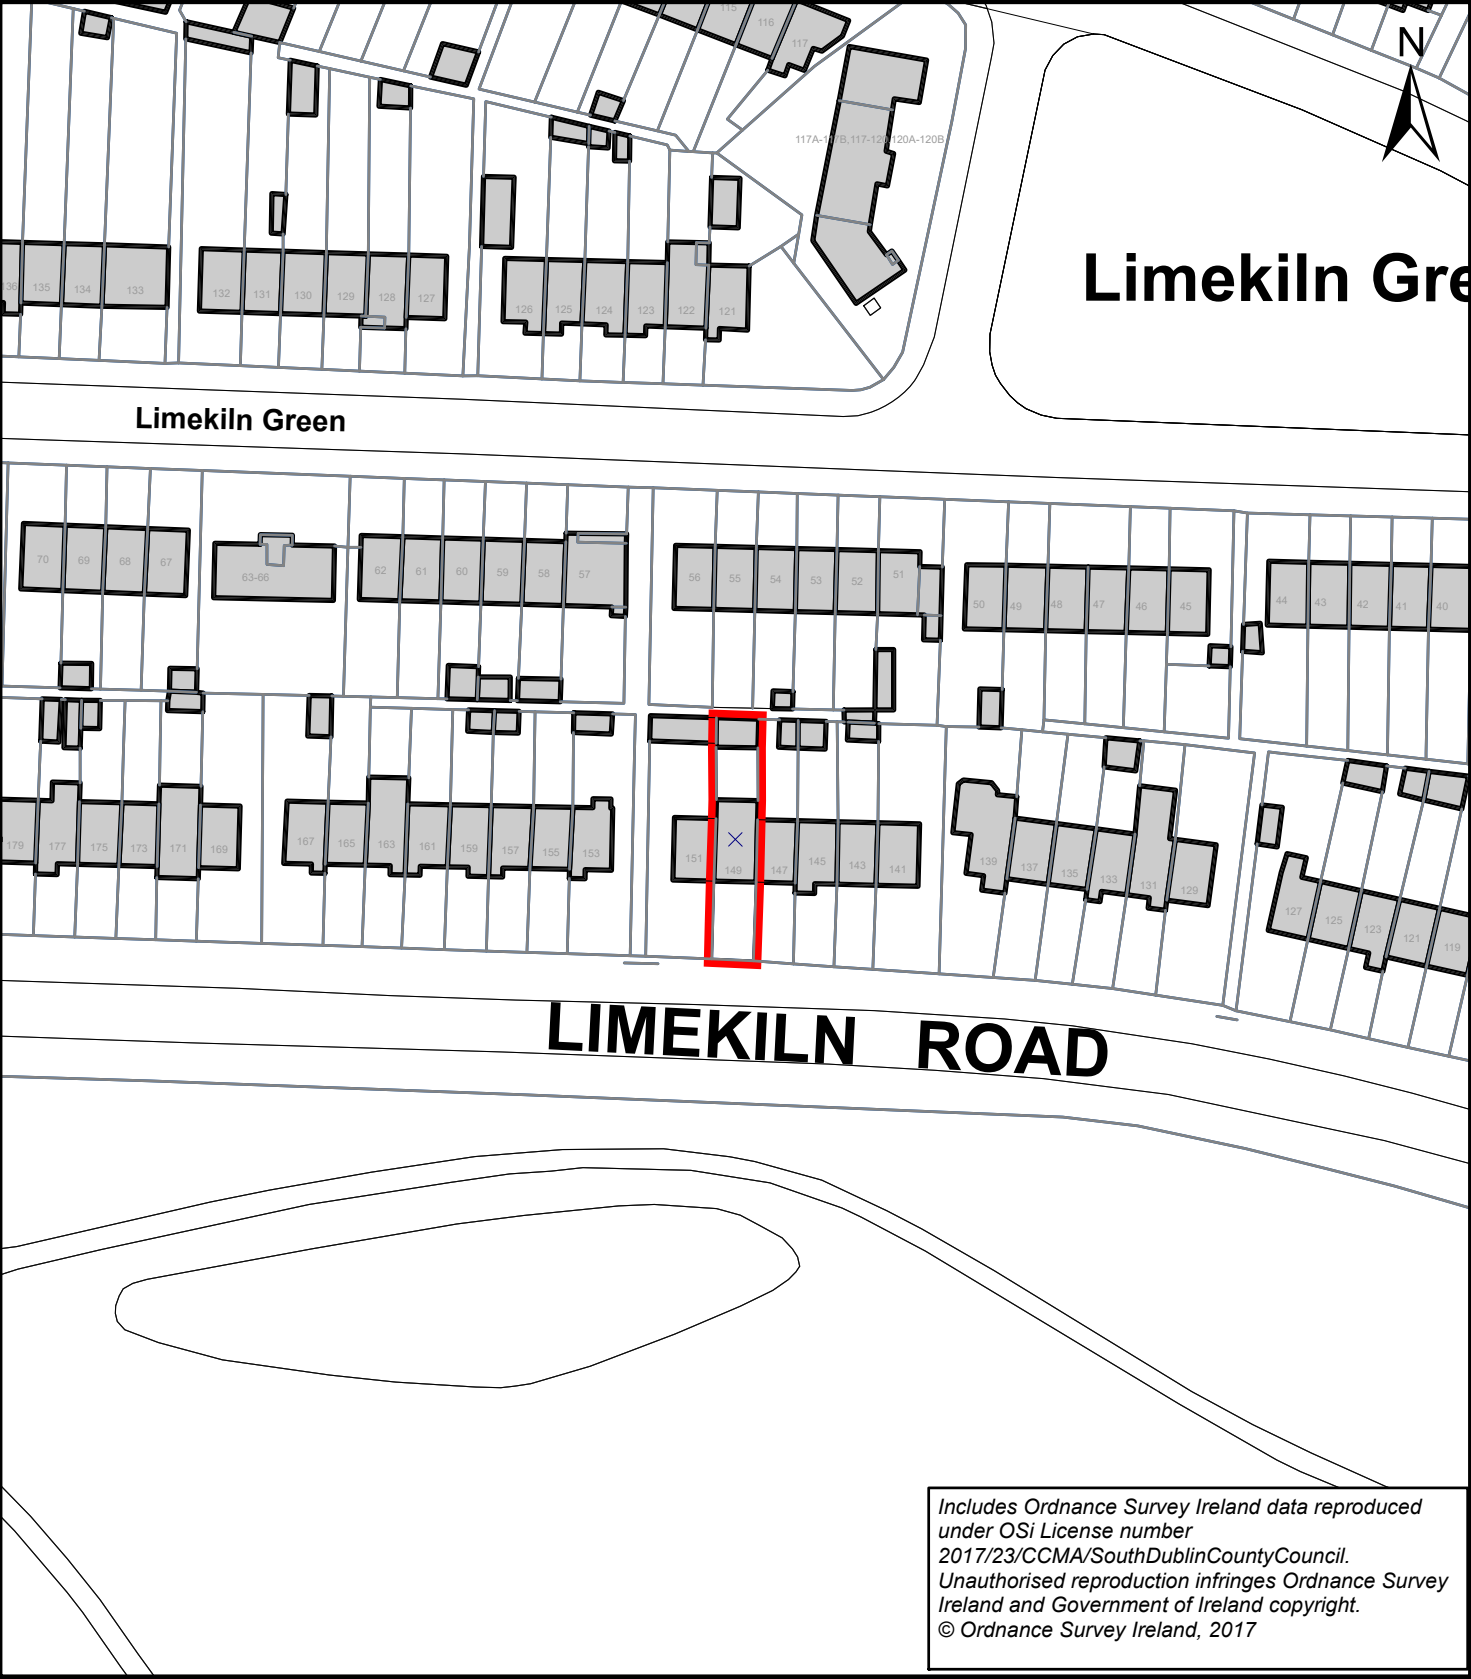 115
116
117
N
117A-117B,117-120,120A-120B
Limekiln Gre
136 135 134 133
132 131 130 129 128 127
126 125 124 123 122 121
Limekiln Green
70 69 68 67
63-66
62 61 60 59 58 57
56 55 54 53 52 51
50 49 48 47 46 45
44 43 42 41 40
179 177 175 173 171 169
167 165 163 161 159 157 155 153
151 149 147 145 143 141
139 137 135 133 131 129
127 125 123 121 119
LIMEKILN ROAD
Includes Ordnance Survey Ireland data reproduced
under OSi License number
2017/23/CCMA/SouthDublinCountyCouncil.
Unauthorised reproduction infringes Ordnance Survey
Ireland and Government of Ireland copyright.
© Ordnance Survey Ireland, 2017